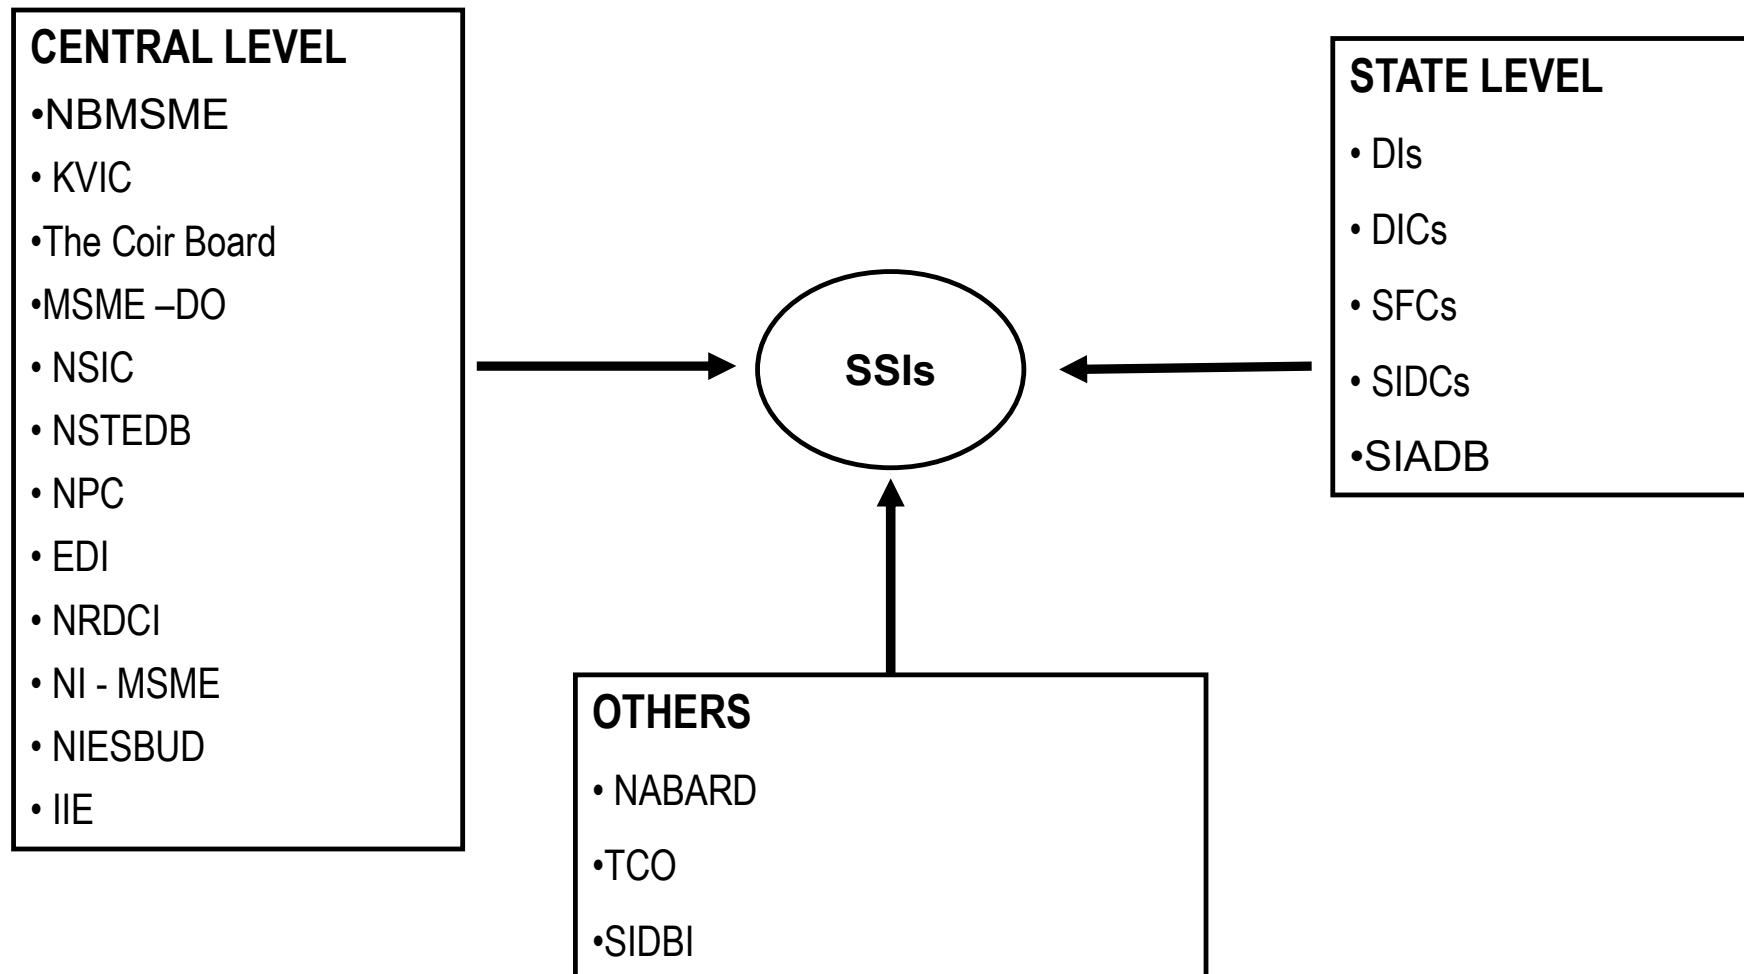 CENTRAL LEVEL
•NBMSME
• KVIC
•The Coir Board
•MSME –DO
• NSIC
• NSTEDB
• NPC
• EDI
• NRDCI
• NI - MSME
• NIESBUD
• IIE
SSIs
STATE LEVEL
• DIs
• DICs
• SFCs
• SIDCs
•SIADB
OTHERS
• NABARD
•TCO
•SIDBI